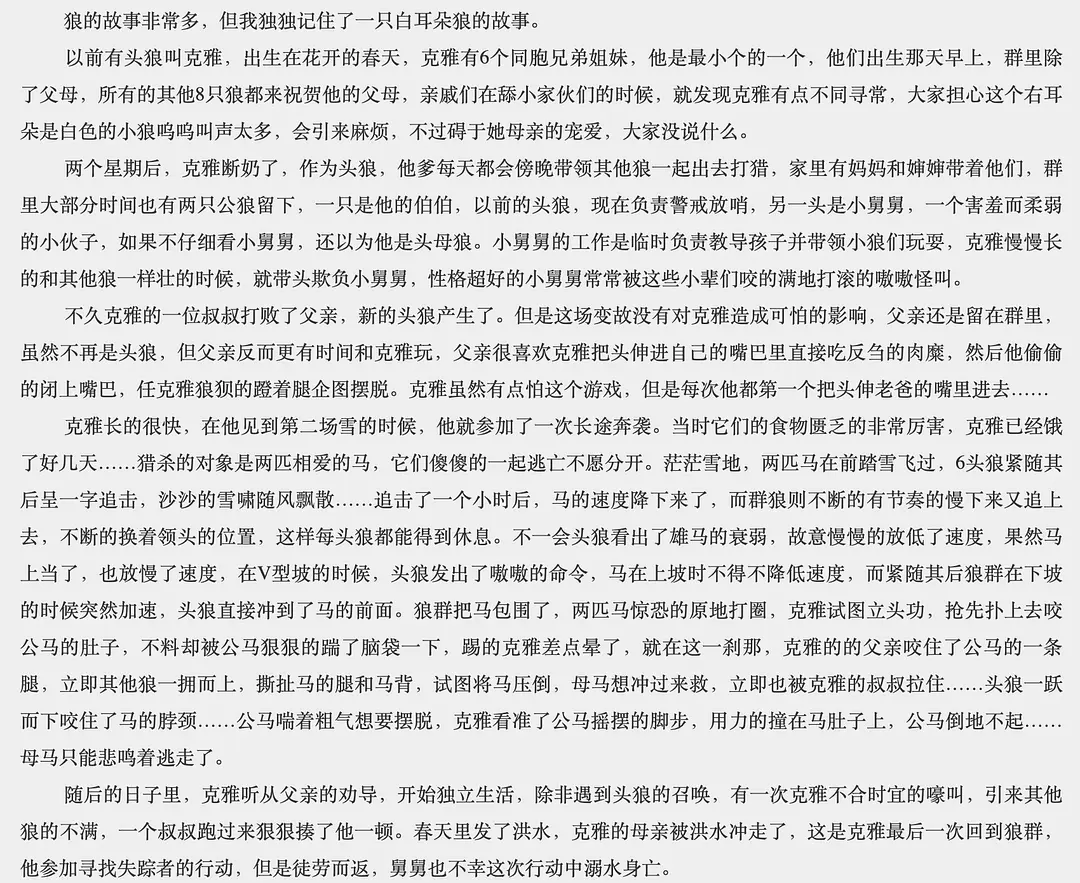 狼的故事非常多，但我独独记住了一只白耳朵狼的故事。
以前有头狼叫克雅，出生在花开的春天，克雅有6个同胞兄弟姐妹，他是最小个的一个，他们出生那天早上，群里除
了父母，所有的其他8只狼都来祝贺他的父母，亲戚们在舔小家伙们的时候，就发现克雅有点不同寻常，大家担心这个右耳
朵是白色的小狼呜呜叫声太多，会引来麻烦，不过碍于她母亲的宠爱，大家没说什么。
两个星期后，克雅断奶了，作为头狼，他爹每天都会傍晚带领其他狼一起出去打猎，家里有妈妈和婶婶带着他们，群
里大部分时间也有两只公狼留下，一只是他的伯伯，以前的头狼，现在负责警戒放哨，另一头是小舅舅，一个害羞而柔弱
的小伙子，如果不仔细看小舅舅，还以为他是头母狼。小舅舅的工作是临时负责教导孩子并带领小狼们玩耍，克雅慢慢长
的和其他狼一样壮的时候，就带头欺负小舅舅，性格超好的小舅舅常常被这些小辈们咬的满地打滚的嗷嗷怪叫。
不久克雅的一位叔叔打败了父亲，新的头狼产生了。但是这场变故没有对克雅造成可怕的影响，父亲还是留在群里，
虽然不再是头狼，但父亲反而更有时间和克雅玩，父亲很喜欢克雅把头伸进自己的嘴巴里直接吃反刍的肉糜，然后他偷偷
的闭上嘴巴，任克雅狼狈的蹬着腿企图摆脱。克雅虽然有点怕这个游戏，但是每次他都第一个把头伸老爸的嘴里进去……
克雅长的很快，在他见到第二场雪的时候，他就参加了一次长途奔袭。当时它们的食物匮乏的非常厉害，克雅已经饿
了好几天……猎杀的对象是两匹相爱的马，它们傻傻的一起逃亡不愿分开。茫茫雪地，两匹马在前踏雪飞过，6头狼紧随其
后呈一字追击，沙沙的雪啸随风飘散……追击了一个小时后，马的速度降下来了，而群狼则不断的有节奏的慢下来又追上
去，不断的换着领头的位置，这样每头狼都能得到休息。不一会头狼看出了雄马的衰弱，故意慢慢的放低了速度，果然马
上当了，也放慢了速度，在V型坡的时候，头狼发出了嗷嗷的命令，马在上坡时不得不降低速度，而紧随其后狼群在下坡
的时候突然加速，头狼直接冲到了马的前面。狼群把马包围了，两匹马惊恐的原地打圈，克雅试图立头功，抢先扑上去咬
公马的肚子，不料却被公马狠狠的踹了脑袋一下，踢的克雅差点晕了，就在这一刹那，克雅的的父亲咬住了公马的一条
腿，立即其他狼一拥而上，撕扯马的腿和马背，试图将马压倒，母马想冲过来救，立即也被克雅的叔叔拉住……头狼一跃
而下咬住了马的脖颈……公马喘着粗气想要摆脱，克雅看准了公马摇摆的脚步，用力的撞在马肚子上，公马倒地不起……
母马只能悲鸣着逃走了。
随后的日子里，克雅听从父亲的劝导，开始独立生活，除非遇到头狼的召唤，有一次克雅不合时宜的嚎叫，引来其他
狼的不满，一个叔叔跑过来狠狠揍了他一顿。春天里发了洪水，克雅的母亲被洪水冲走了，这是克雅最后一次回到狼群，
他参加寻找失踪者的行动，但是徒劳而返，舅舅也不幸这次行动中溺水身亡。